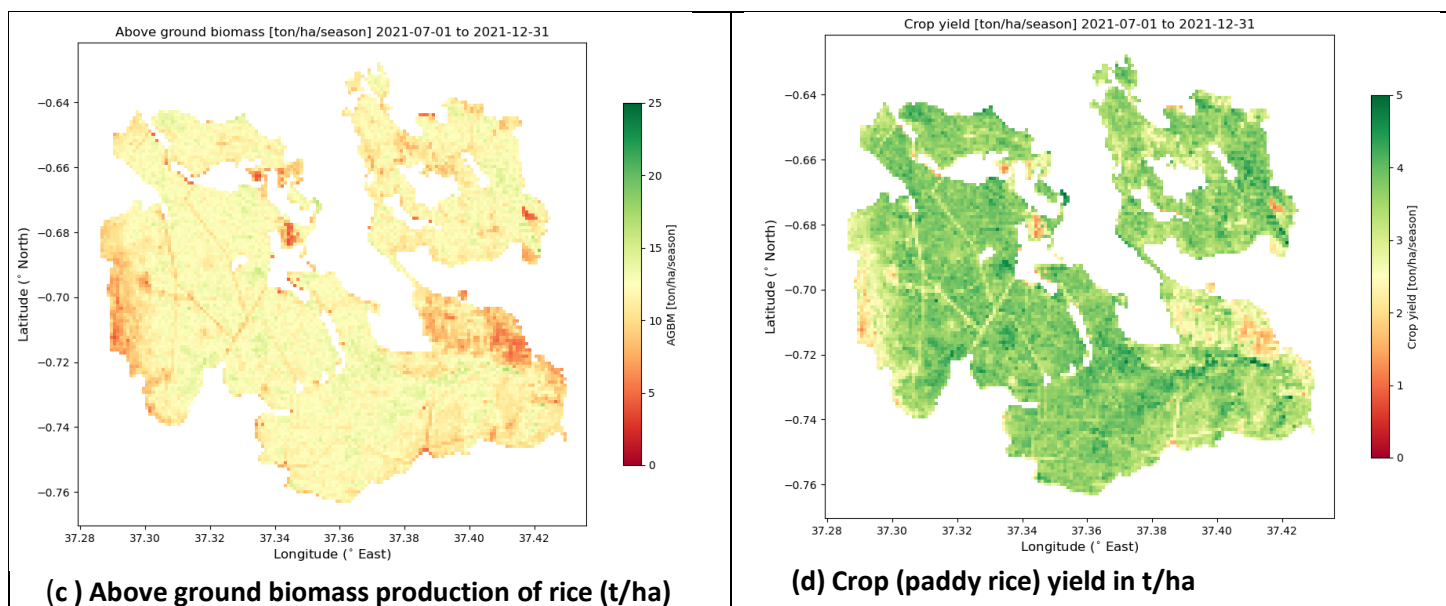 Above ground biomass [ton/ha/season] 2021-07-01 to 2021-12-31
−0.64
−0.66
−0.68
−0.70
−0.72
−0.74
−0.76
Latitude (° North)
37.28 37.30 37.32 37.34 37.36 37.38 37.40 37.42
Longitude (° East)
25
20
15
10
5
0
AGBM [ton/ha/season]
(c ) Above ground biomass production of rice (t/ha)
Crop yield [ton/ha/season] 2021-07-01 to 2021-12-31
−0.64
−0.66
−0.68
−0.70
−0.72
−0.74
−0.76
Latitude (° North)
37.28 37.30 37.32 37.34 37.36 37.38 37.40 37.42
Longitude (° East)
5
4
3
2
1
0
Crop yield [ton/ha/season]
(d) Crop (paddy rice) yield in t/ha